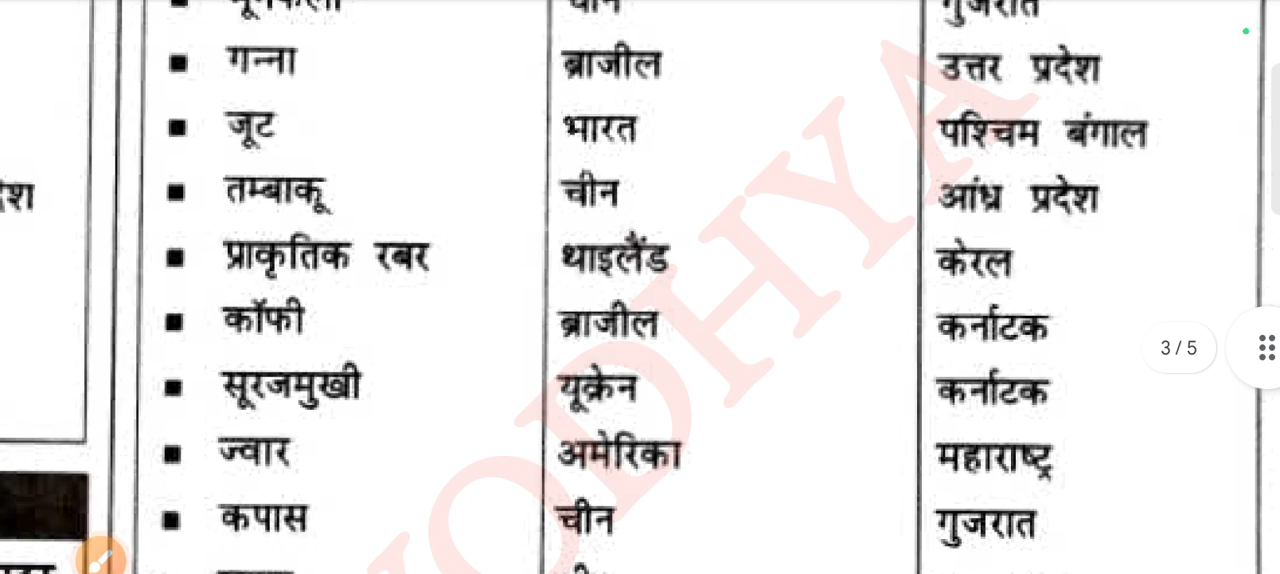 चीन गुजरात
■ गन्ना ब्राजील उत्तर प्रदेश
■ जूट भारत पश्चिम बंगाल
■ तम्बाकू चीन आंध्र प्रदेश
■ प्राकृतिक रबर थाइलैंड केरल
■ कॉफी ब्राजील कर्नाटक
■ सूरजमुखी यूक्रेन कर्नाटक
■ ज्वार अमेरिका महाराष्ट्र
■ कपास चीन गुजरात
3 / 5